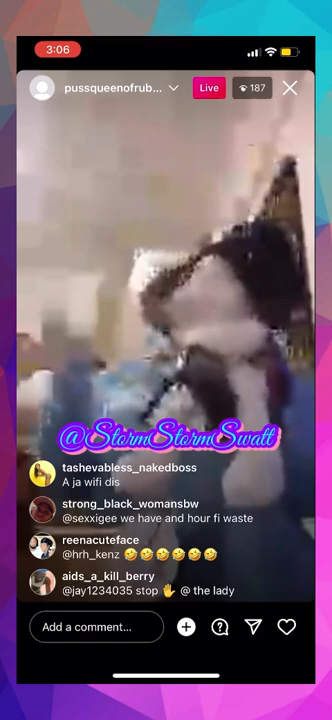 3:06
pussqueenofrub...
Live
187
@StormStormSwatt
tashevabless_nakedboss
A ja wifi dis
strong_black_womansbw
@sexxigee we have and hour fi waste
reenacuteface
@hrh_kenz 🤣🤣🤣🤣🤣🤣
aids_a_kill_berry
@jay1234035 stop ✋ @ the lady
Add a comment...